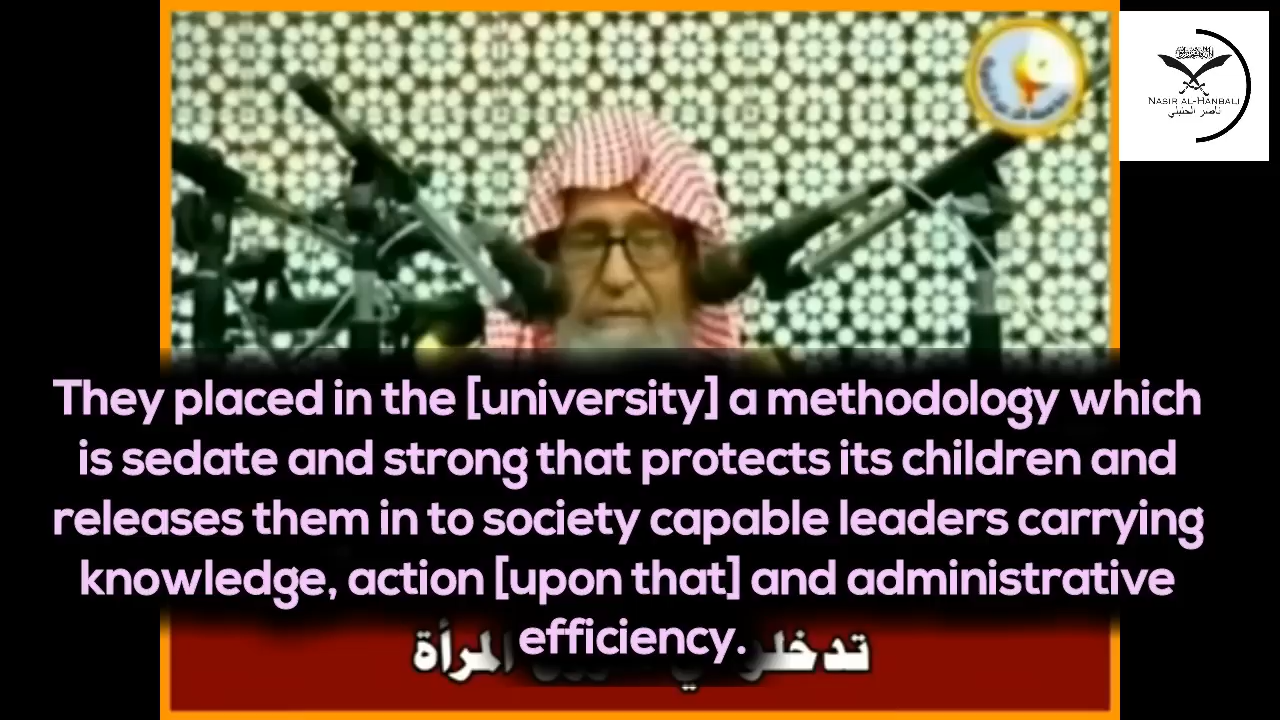 NASIR AL-HANBALI
ناصر الحنبلي
They placed in the [university] a methodology which
is sedate and strong that protects its children and
releases them in to society capable leaders carrying
knowledge, action [upon that] and administrative
efficiency.
المرأة